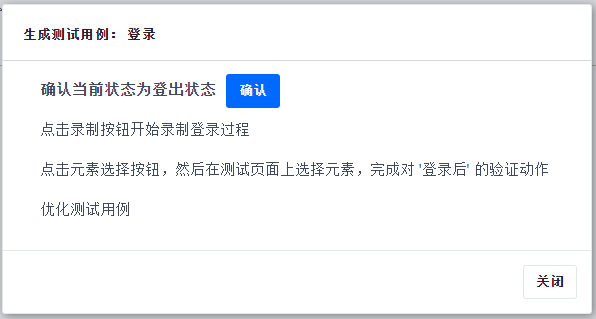 生成测试用例： 登录
确认当前状态为登出状态 确认
点击录制按钮开始录制登录过程
点击元素选择按钮，然后在测试页面上选择元素，完成对 '登录后' 的验证动作
优化测试用例
关闭